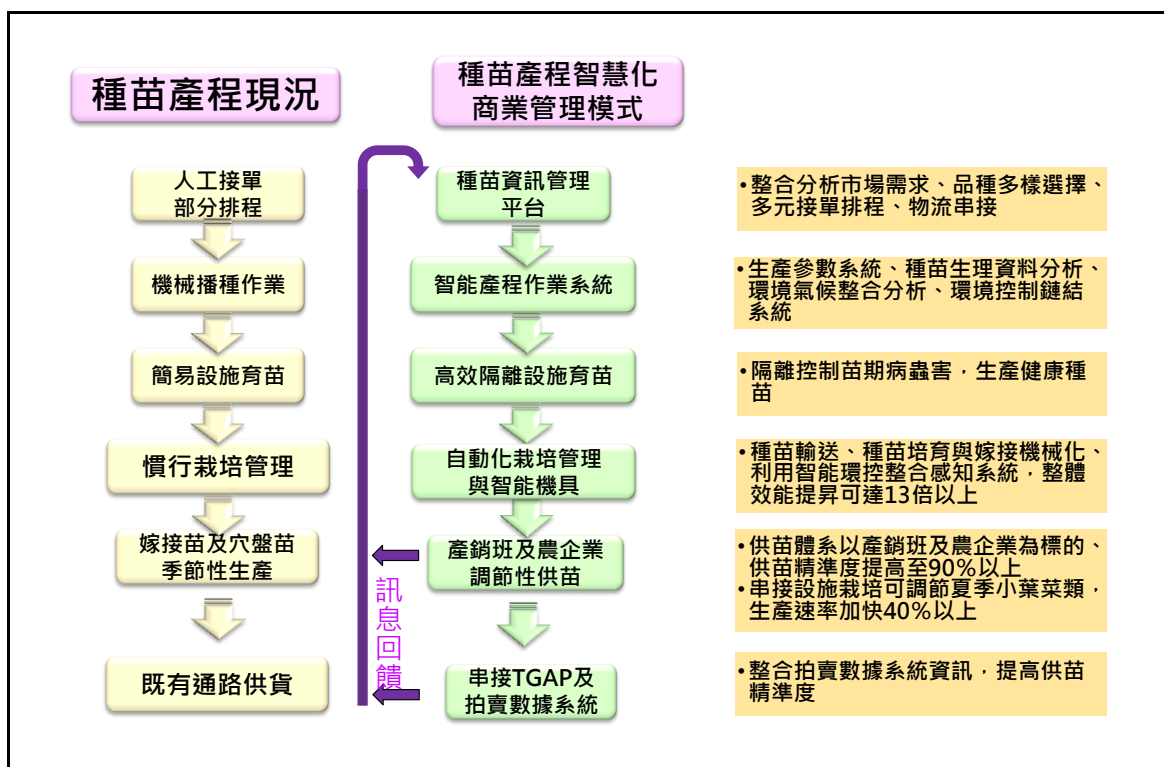 種苗產程現況
種苗產程智慧化
商業管理模式
人工接單
部分排程
機械播種作業
簡易設施育苗
慣行栽培管理
嫁接苗及穴盤苗
季節性生產
既有通路供貨
種苗資訊管理
平台
智能產程作業系統
高效隔離設施育苗
自動化栽培管理
與智能機具
產銷班及農企業
調節性供苗
串接TGAP及
拍賣數據系統
訊息回饋
•整合分析市場需求、品種多樣選擇、
多元接單排程、物流串接
•生產參數系統、種苗生理資料分析、
環境氣候整合分析、環境控制鏈結
系統
•隔離控制苗期病蟲害，生產健康種
苗
•種苗輸送、種苗培育與嫁接機械化、
利用智能環控整合感知系統，整體
效能提昇可達13倍以上
•供苗體系以產銷班及農企業為標的、
供苗精準度提高至90%以上
•串接設施栽培可調節夏季小葉菜類，
生產速率加快40%以上
•整合拍賣數據系統資訊，提高供苗
精準度